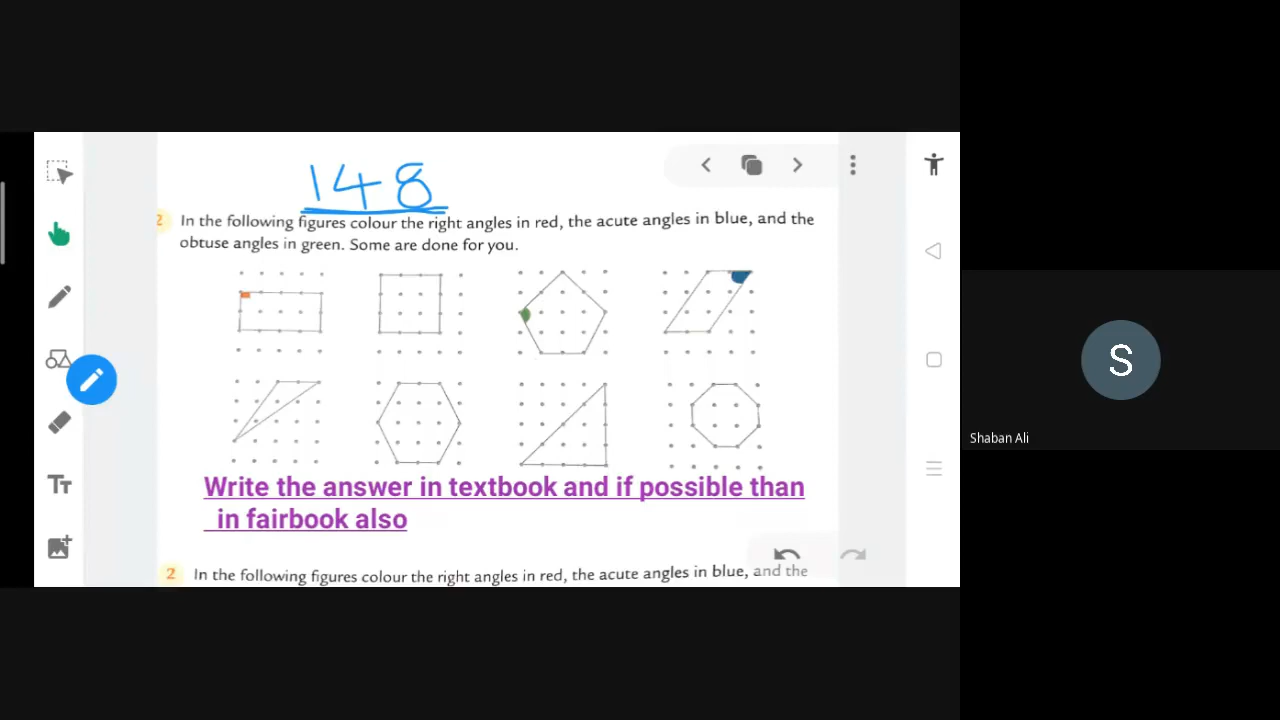 148
2 In the following figures colour the right angles in red, the acute angles in blue, and the
obtuse angles in green. Some are done for you.
Write the answer in textbook and if possible than
in fairbook also
2 In the following figures colour the right angles in red, the acute angles in blue, and the
Tт
S
Shaban Ali